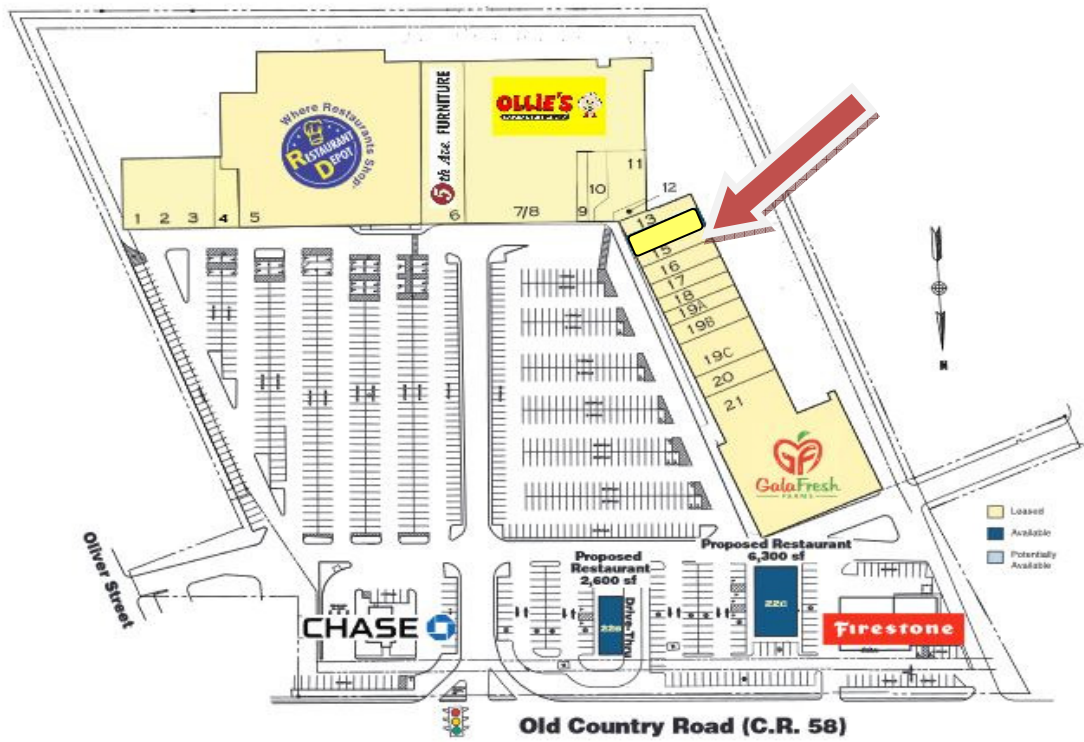 Where Restaurants Shop
RESTAURANT
DEPOT
5th Ave. FURNITURE
OLLIE'S
1
2
3
4
5
6
7/8
9
10
11
12
13
15
16
17
18
19A
19B
19C
20
21
GF
GalaFresh
FARMS
N
Leased
Available
Potentially
Available
Oliver Street
Proposed
Restaurant
2,600 sf
Drive-Thru
Proposed Restaurant
6,300 sf
22C
CHASE
Firestone
Old Country Road (C.R. 58)